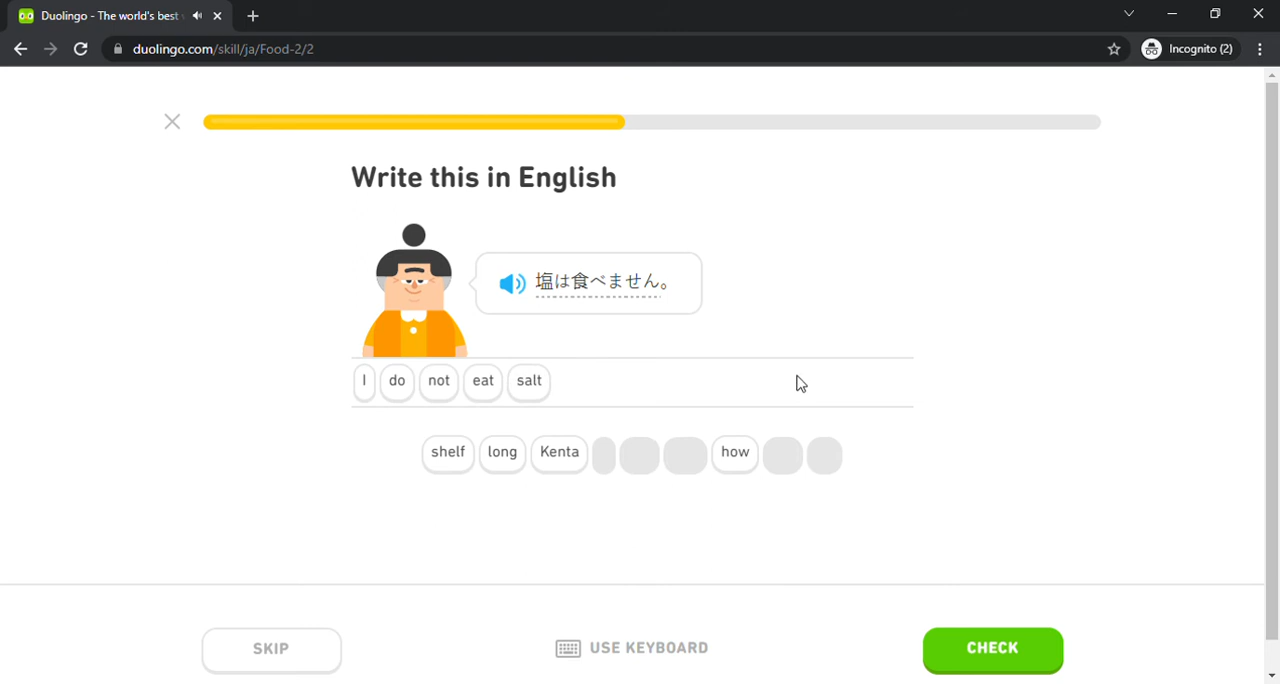 Duolingo - The world's best
duolingo.com/skill/ja/Food-2/2
Incognito (2)
Write this in English
塩は食べません。
I do not eat salt
shelf long Kenta how
SKIP
USE KEYBOARD
CHECK